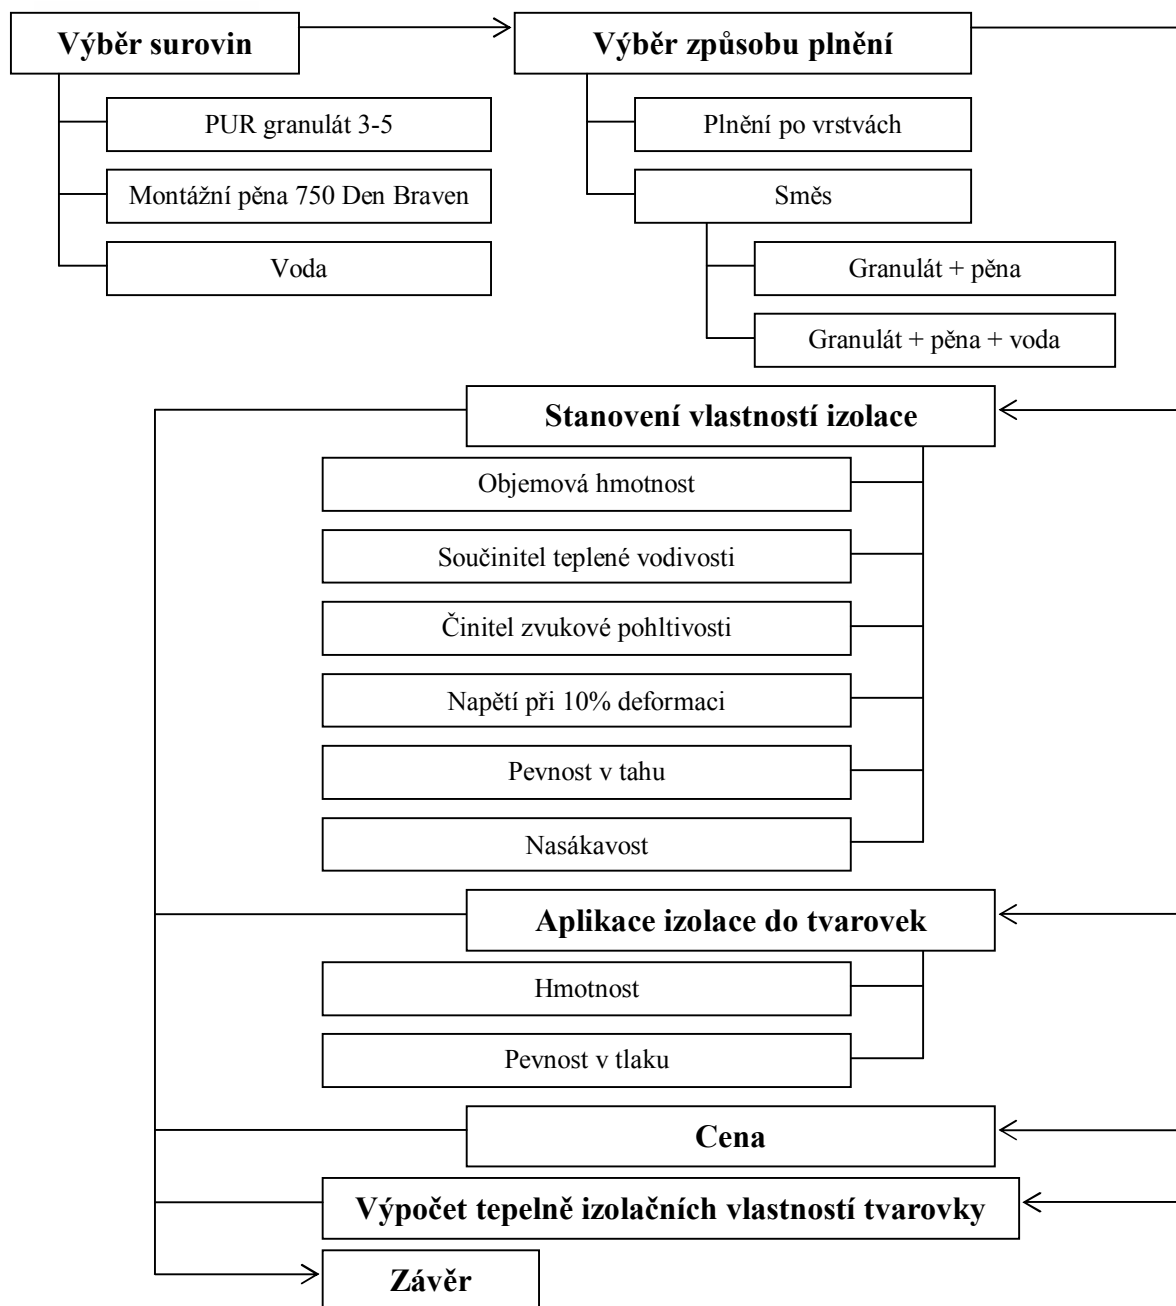 Výběr surovin
Výběr způsobu plnění
PUR granulát 3-5
Montážní pěna 750 Den Braven
Voda
Plnění po vrstvách
Směs
Granulát + pěna
Granulát + pěna + voda
Stanovení vlastností izolace
Objemová hmotnost
Součinitel teplené vodivosti
Činitel zvukové pohltivosti
Napětí při 10% deformaci
Pevnost v tahu
Nasákavost
Aplikace izolace do tvarovek
Hmotnost
Pevnost v tlaku
Cena
Výpočet tepelně izolačních vlastností tvarovky
Závěr